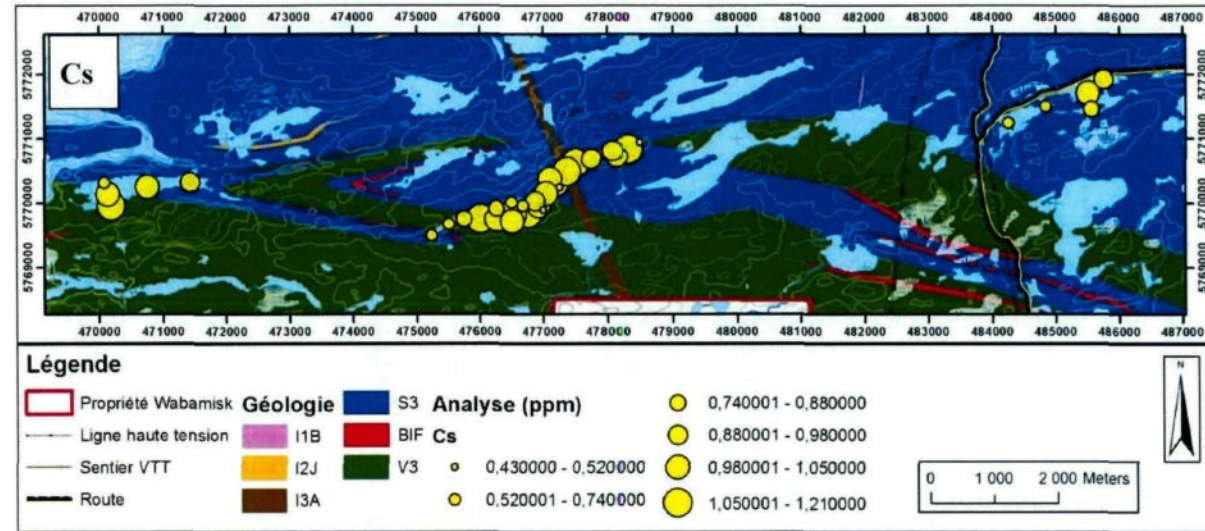 470000 471000 472000 473000 474000 475000 476000 477000 478000 479000 480000 481000 482000 483000 484000 485000 486000 487000
Cs
5772000 5772000
5771000 5771000
5770000 5770000
5769000 5769000
470000 471000 472000 473000 474000 475000 476000 477000 478000 479000 480000 481000 482000 483000 484000 485000 486000 487000
Légende
Propriété Wabamisk
Ligne haute tension
Sentier VTT
Route
Géologie
I1B
I2J
I3A
S3
BIF
V3
Analyse (ppm)
Cs
0,430000 - 0,520000
0,520001 - 0,740000
0,740001 - 0,880000
0,880001 - 0,980000
0,980001 - 1,050000
1,050001 - 1,210000
N
0 1 000 2 000 Meters